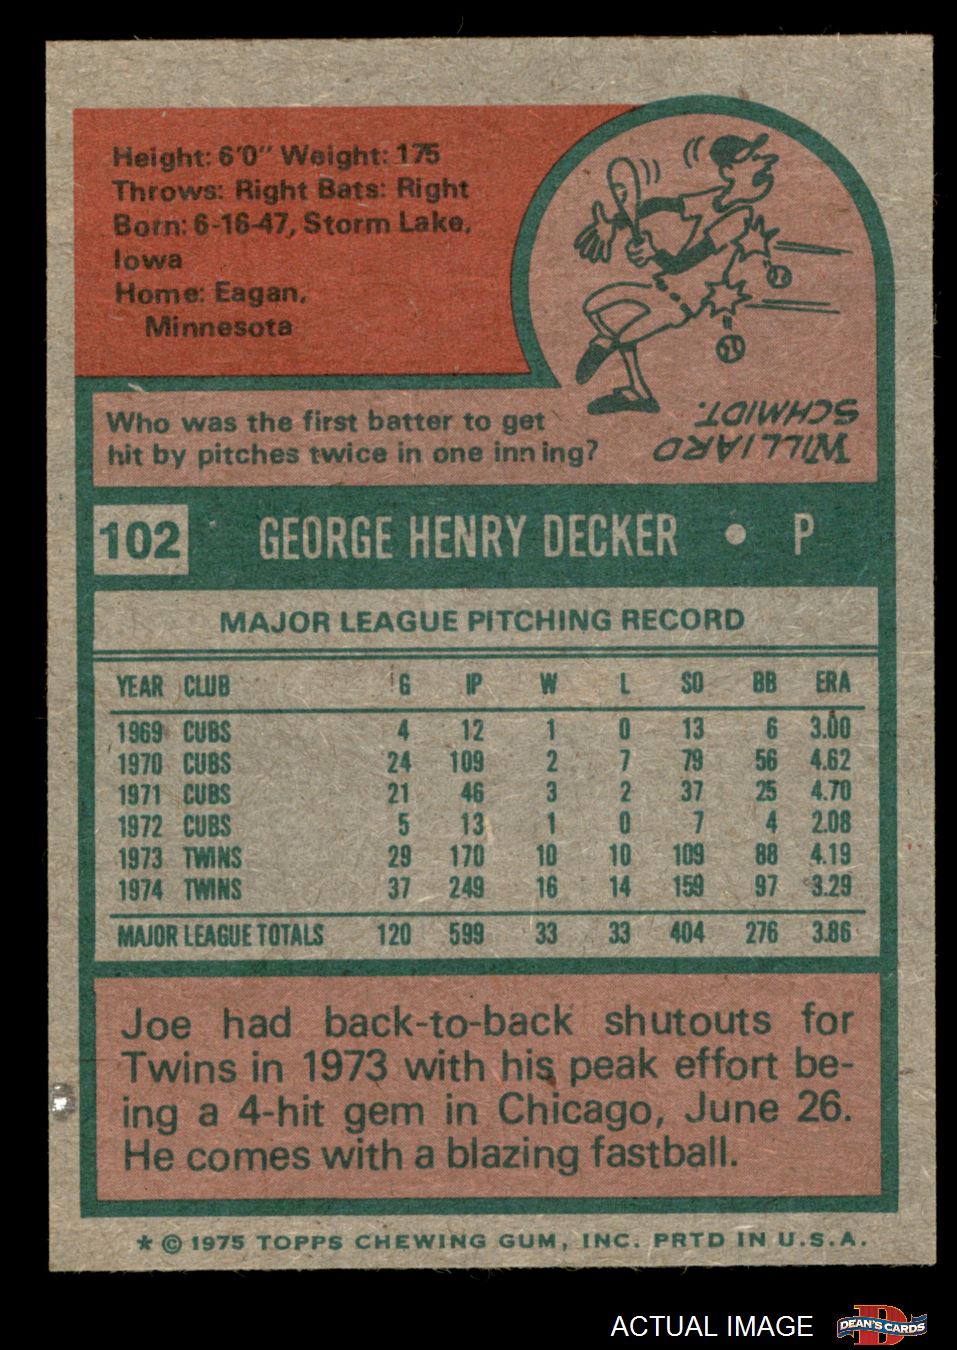 Height: 6'0" Weight: 175
Throws: Right Bats: Right
Born: 6-16-47, Storm Lake,
Iowa
Home: Eagan,
Minnesota
Who was the first batter to get
hit by pitches twice in one inning?
WILLIARD
SCHMIDT.
102 GEORGE HENRY DECKER • P
MAJOR LEAGUE PITCHING RECORD
YEAR CLUB G IP W L SO BB ERA
1969 CUBS 4 12 1 0 13 6 3.00
1970 CUBS 24 109 2 7 79 56 4.62
1971 CUBS 21 46 3 2 37 25 4.70
1972 CUBS 5 13 1 0 7 4 2.08
1973 TWINS 29 170 10 10 109 88 4.19
1974 TWINS 37 249 16 14 159 97 3.29
MAJOR LEAGUE TOTALS 120 599 33 33 404 276 3.86
Joe had back-to-back shutouts for
Twins in 1973 with his peak effort be-
ing a 4-hit gem in Chicago, June 26.
He comes with a blazing fastball.
* © 1975 TOPPS CHEWING GUM, INC. PRTD IN U.S.A.
ACTUAL IMAGE
DEAN'S CARDS